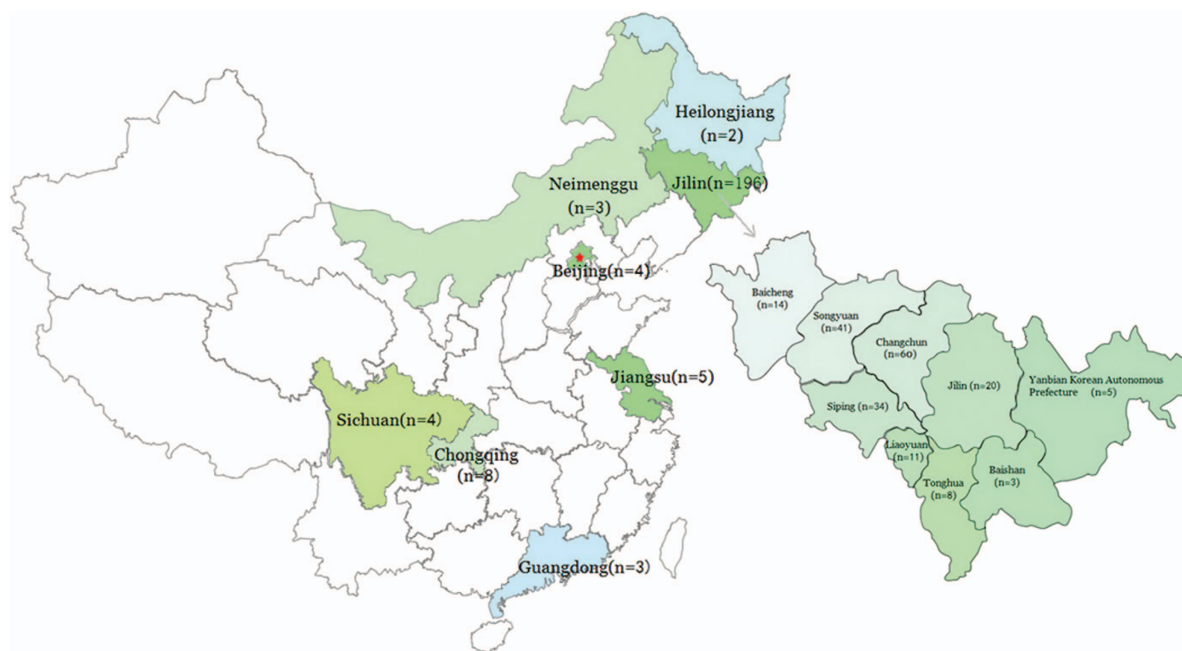 Heilongjiang
(n=2)
Neimenggu
(n=3)
Jilin(n=196)
Beijing(n=4)
Jiangsu(n=5)
Sichuan(n=4)
Chongqing
(n=8)
Guangdong(n=3)
Baicheng
(n=14)
Songyuan
(n=41)
Changchun
(n=60)
Jilin (n=20)
Yanbian Korean Autonomous
Prefecture (n=5)
Siping (n=34)
Liaoyuan
(n=11)
Tonghua
(n=8)
Baishan
(n=3)